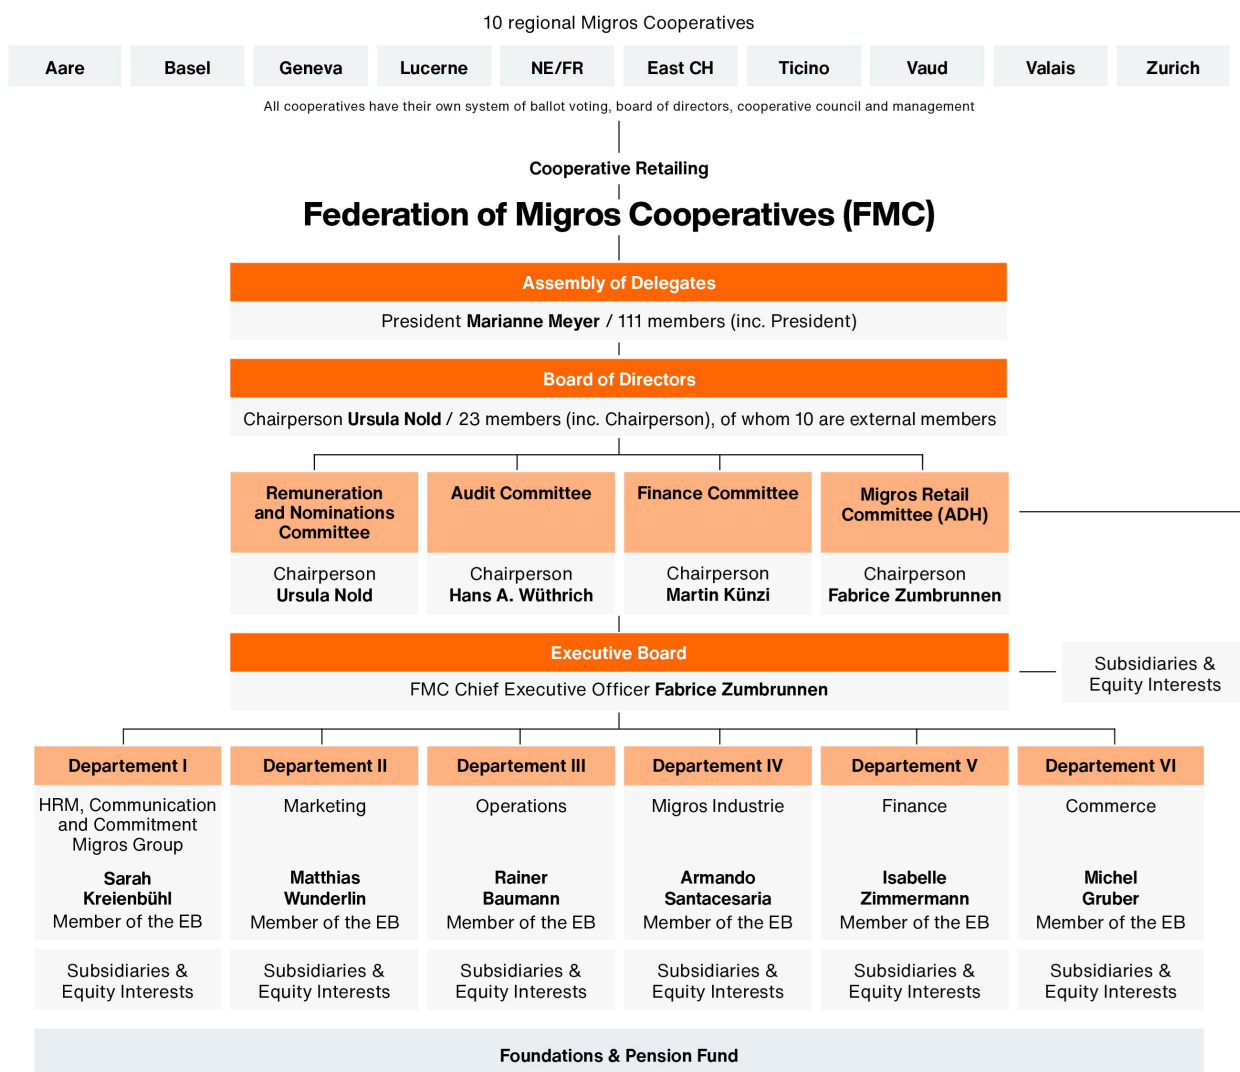 10 regional Migros Cooperatives
Aare
Basel
Geneva
Lucerne
NE/FR
East CH
Ticino
Vaud
Valais
Zurich
All cooperatives have their own system of ballot voting, board of directors, cooperative council and management
Cooperative Retailing
Federation of Migros Cooperatives (FMC)
Assembly of Delegates
President Marianne Meyer / 111 members (inc. President)
Board of Directors
Chairperson Ursula Nold / 23 members (inc. Chairperson), of whom 10 are external members
Remuneration
and Nominations
Committee
Chairperson
Ursula Nold
Audit Committee
Chairperson
Hans A. Wüthrich
Finance Committee
Chairperson
Martin Künzi
Migros Retail
Committee (ADH)
Chairperson
Fabrice Zumbrunnen
Executive Board
FMC Chief Executive Officer Fabrice Zumbrunnen
Subsidiaries &
Equity Interests
Departement I
HRM, Communication
and Commitment
Migros Group
Sarah
Kreienbühl
Member of the EB
Subsidiaries &
Equity Interests
Departement II
Marketing
Matthias
Wunderlin
Member of the EB
Subsidiaries &
Equity Interests
Departement III
Operations
Rainer
Baumann
Member of the EB
Subsidiaries &
Equity Interests
Departement IV
Migros Industrie
Armando
Santacesaria
Member of the EB
Subsidiaries &
Equity Interests
Departement V
Finance
Isabelle
Zimmermann
Member of the EB
Subsidiaries &
Equity Interests
Departement VI
Commerce
Michel
Gruber
Member of the EB
Subsidiaries &
Equity Interests
Foundations & Pension Fund